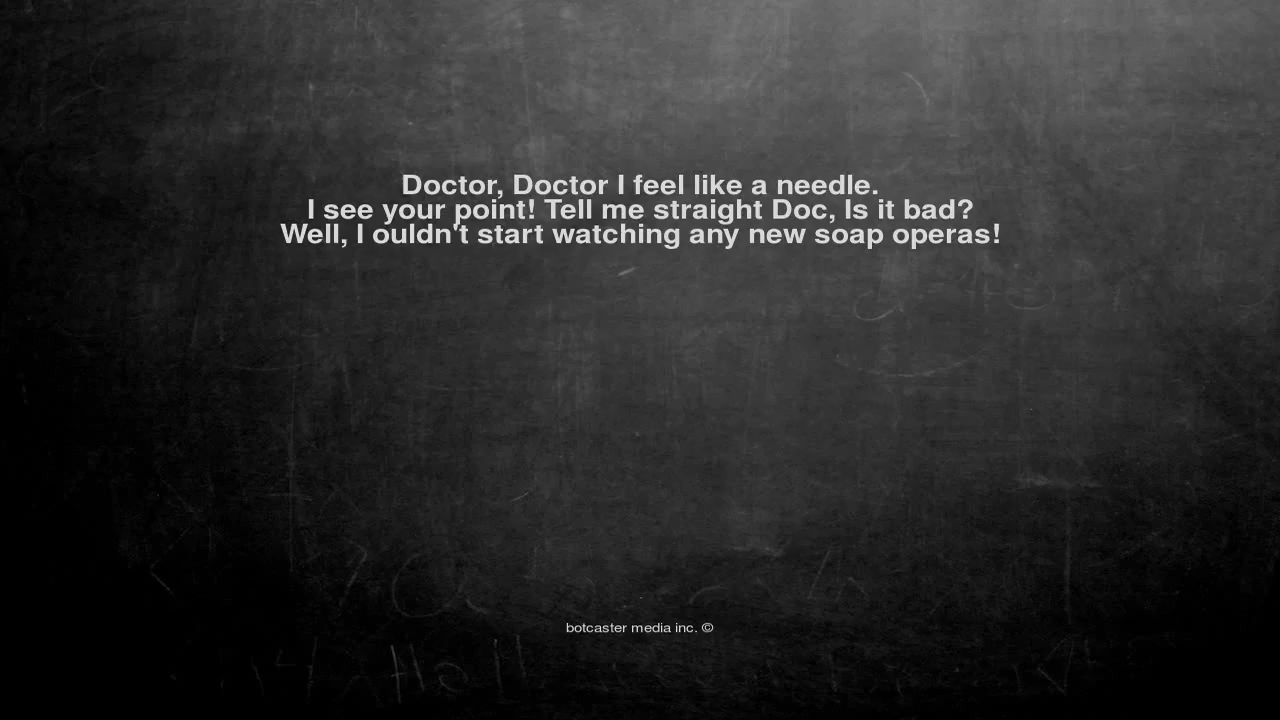 Doctor, Doctor I feel like a needle.
I see your point! Tell me straight Doc, Is it bad?
Well, I ouldn't start watching any new soap operas!
botcaster media inc. ©